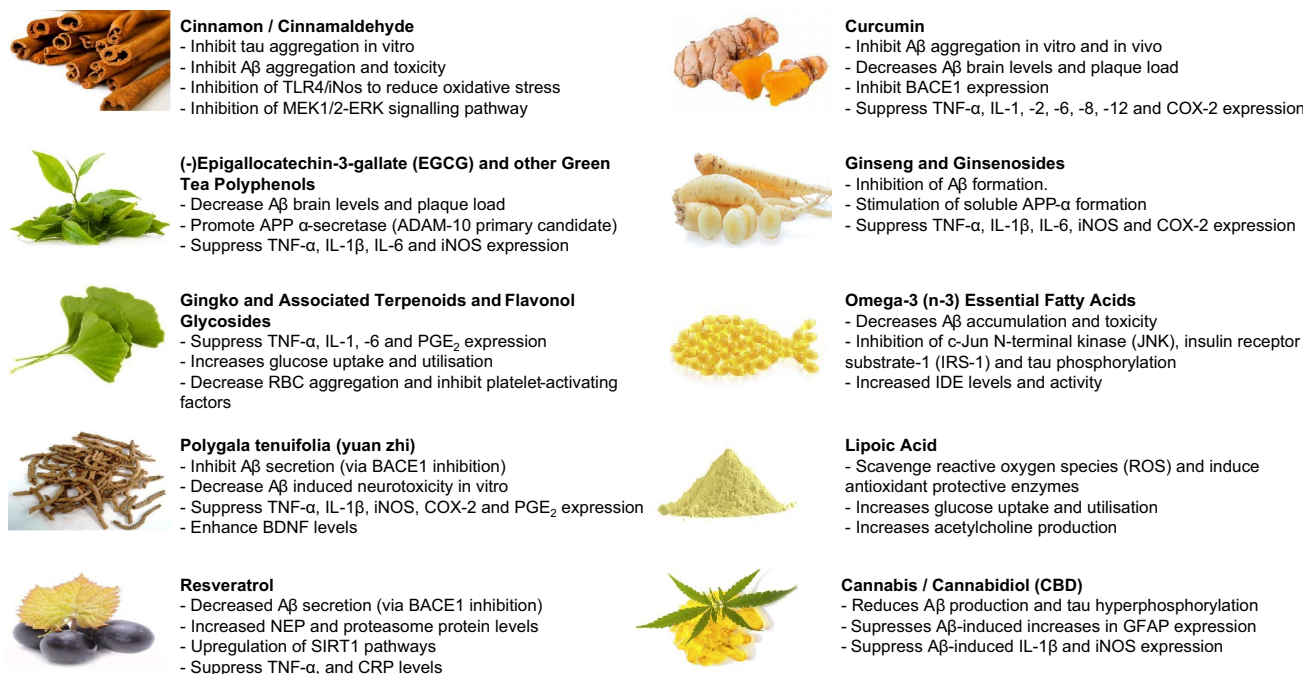 Cinnamon / Cinnamaldehyde
- Inhibit tau aggregation in vitro
- Inhibit Aβ aggregation and toxicity
- Inhibition of TLR4/iNos to reduce oxidative stress
- Inhibition of MEK1/2-ERK signalling pathway
(-)Epigallocatechin-3-gallate (EGCG) and other Green
Tea Polyphenols
- Decrease Aβ brain levels and plaque load
- Promote APP α-secretase (ADAM-10 primary candidate)
- Suppress TNF-α, IL-1β, IL-6 and iNOS expression
Gingko and Associated Terpenoids and Flavonol
Glycosides
- Suppress TNF-α, IL-1, -6 and PGE₂ expression
- Increases glucose uptake and utilisation
- Decrease RBC aggregation and inhibit platelet-activating
factors
Polygala tenuifolia (yuan zhi)
- Inhibit Aβ secretion (via BACE1 inhibition)
- Decrease Aβ induced neurotoxicity in vitro
- Suppress TNF-α, IL-1β, iNOS, COX-2 and PGE₂ expression
- Enhance BDNF levels
Resveratrol
- Decreased Aβ secretion (via BACE1 inhibition)
- Increased NEP and proteasome protein levels
- Upregulation of SIRT1 pathways
- Suppress TNF-α, and CRP levels
Curcumin
- Inhibit Aβ aggregation in vitro and in vivo
- Decreases Aβ brain levels and plaque load
- Inhibit BACE1 expression
- Suppress TNF-α, IL-1, -2, -6, -8, -12 and COX-2 expression
Ginseng and Ginsenosides
- Inhibition of Aβ formation.
- Stimulation of soluble APP-α formation
- Suppress TNF-α, IL-1β, IL-6, iNOS and COX-2 expression
Omega-3 (n-3) Essential Fatty Acids
- Decreases Aβ accumulation and toxicity
- Inhibition of c-Jun N-terminal kinase (JNK), insulin receptor
substrate-1 (IRS-1) and tau phosphorylation
- Increased IDE levels and activity
Lipoic Acid
- Scavenge reactive oxygen species (ROS) and induce
antioxidant protective enzymes
- Increases glucose uptake and utilisation
- Increases acetylcholine production
Cannabis / Cannabidiol (CBD)
- Reduces Aβ production and tau hyperphosphorylation
- Supresses Aβ-induced increases in GFAP expression
- Suppress Aβ-induced IL-1β and iNOS expression